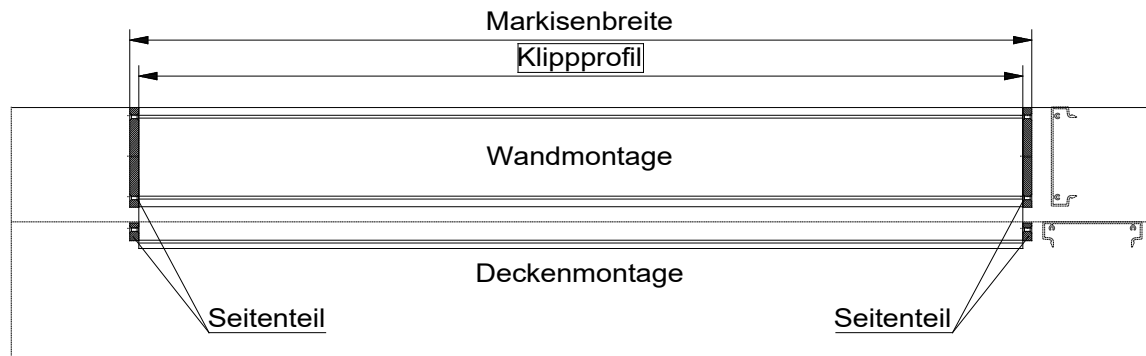 Markisenbreite
Klippprofil
Wandmontage
Deckenmontage
Seitenteil
Seitenteil